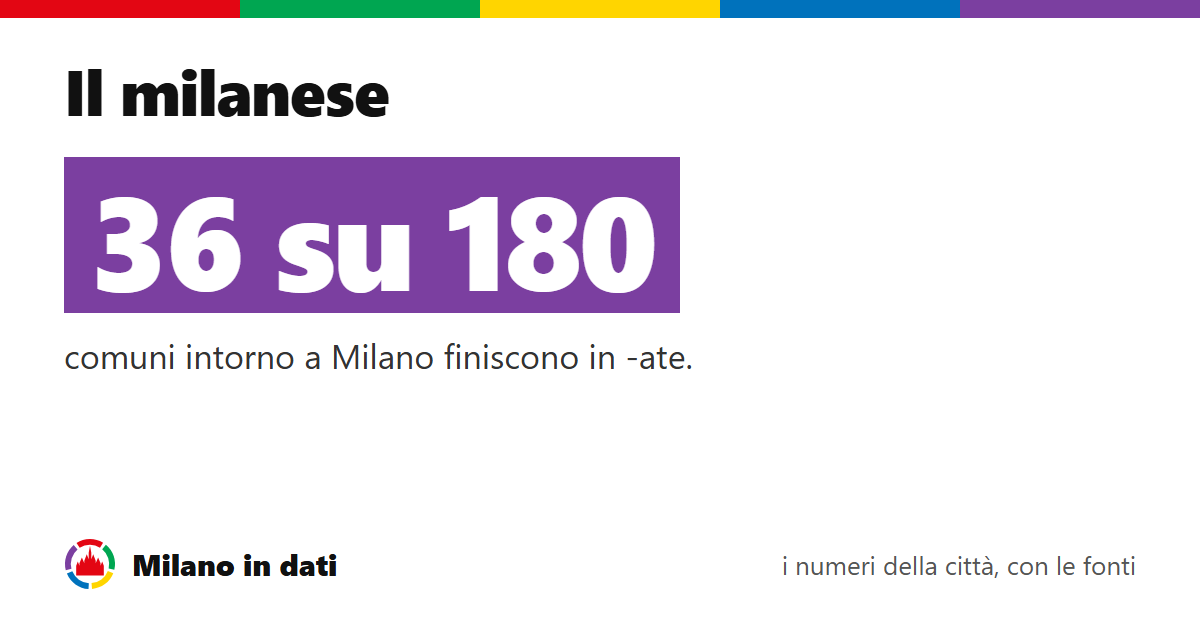 Il milanese
36 su 180
comuni intorno a Milano finiscono in -ate.
Milano in dati
i numeri della città, con le fonti